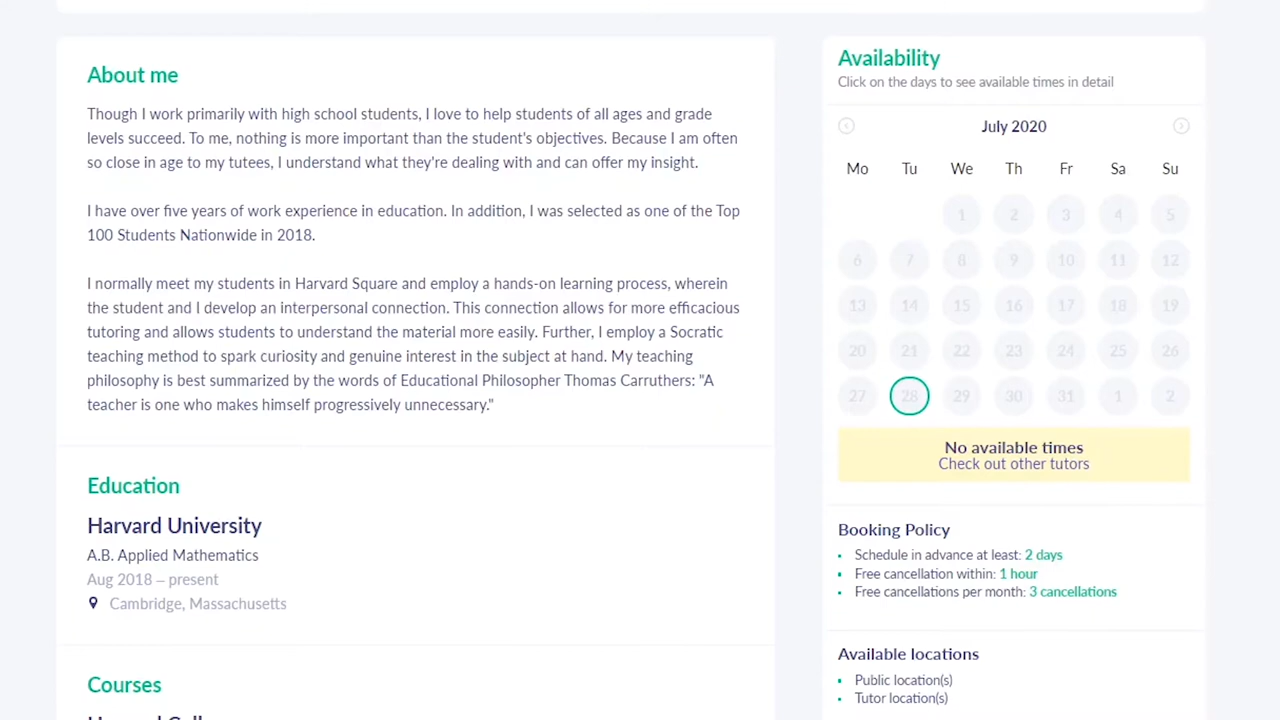 About me
Though I work primarily with high school students, I love to help students of all ages and grade
levels succeed. To me, nothing is more important than the student's objectives. Because I am often
so close in age to my tutees, I understand what they're dealing with and can offer my insight.
I have over five years of work experience in education. In addition, I was selected as one of the Top
100 Students Nationwide in 2018.
I normally meet my students in Harvard Square and employ a hands-on learning process, wherein
the student and I develop an interpersonal connection. This connection allows for more efficacious
tutoring and allows students to understand the material more easily. Further, I employ a Socratic
teaching method to spark curiosity and genuine interest in the subject at hand. My teaching
philosophy is best summarized by the words of Educational Philosopher Thomas Carruthers: "A
teacher is one who makes himself progressively unnecessary."
Education
Harvard University
A.B. Applied Mathematics
Aug 2018 – present
Cambridge, Massachusetts
Courses
Availability
Click on the days to see available times in detail
July 2020
Mo Tu We Th Fr Sa Su
1 2 3 4 5
6 7 8 9 10 11 12
13 14 15 16 17 18 19
20 21 22 23 24 25 26
27 28 29 30 31 1 2
No available times
Check out other tutors
Booking Policy
• Schedule in advance at least: 2 days
• Free cancellation within: 1 hour
• Free cancellations per month: 3 cancellations
Available locations
• Public location(s)
• Tutor location(s)